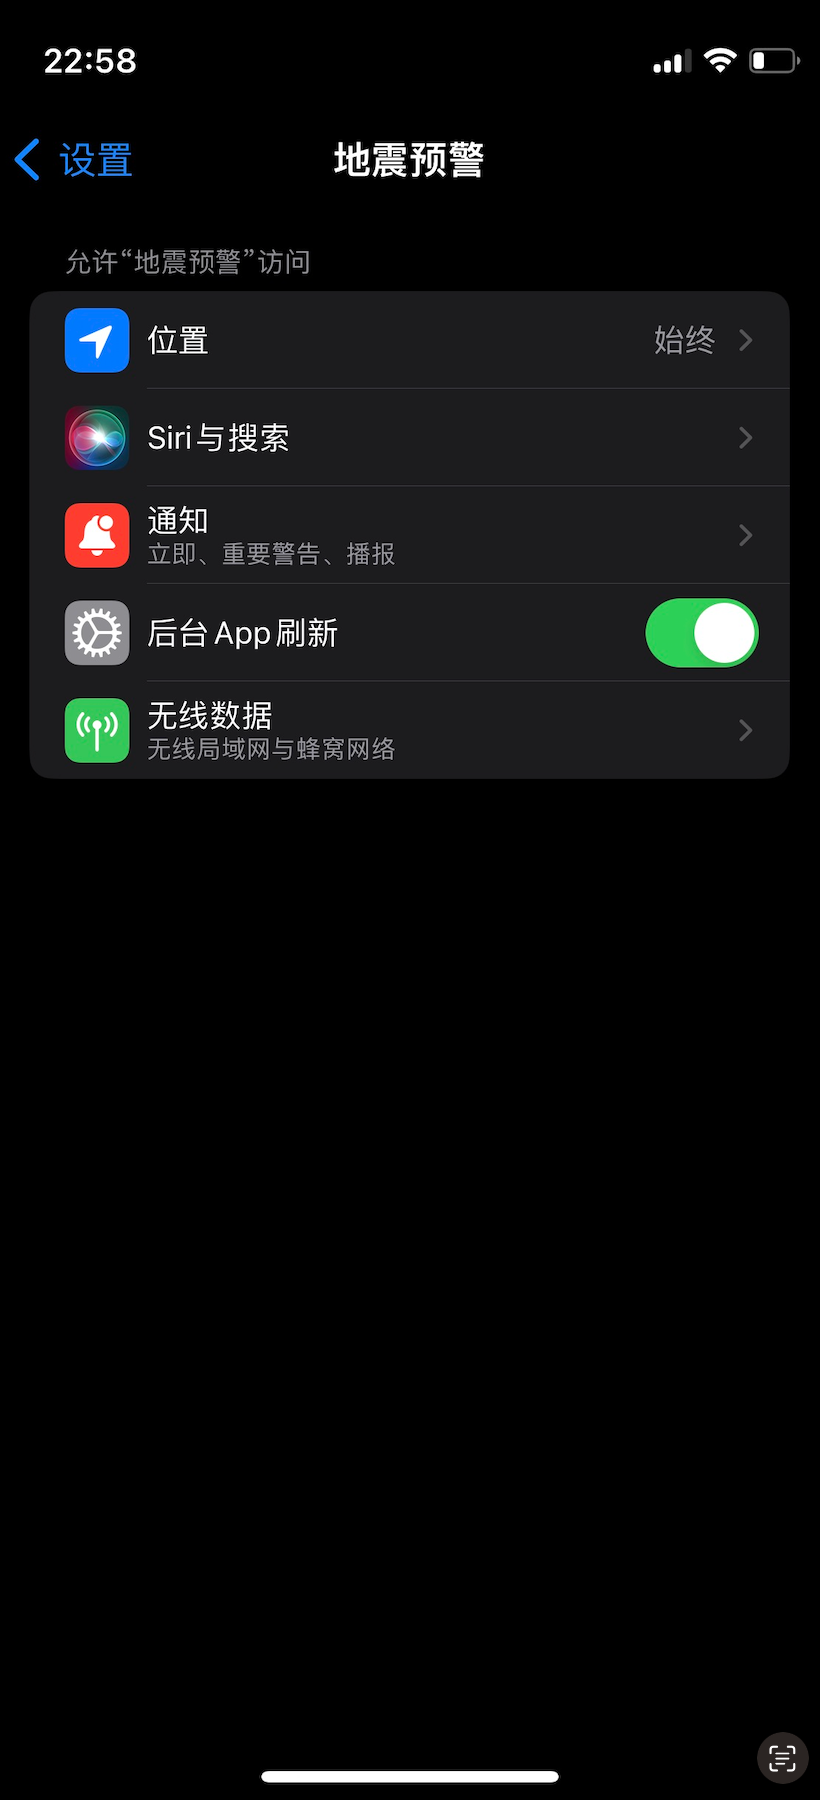 22:58
设置
地震预警
允许“地震预警”访问
位置
始终
Siri与搜索
通知
立即、重要警告、播报
后台App刷新
无线数据
无线局域网与蜂窝网络